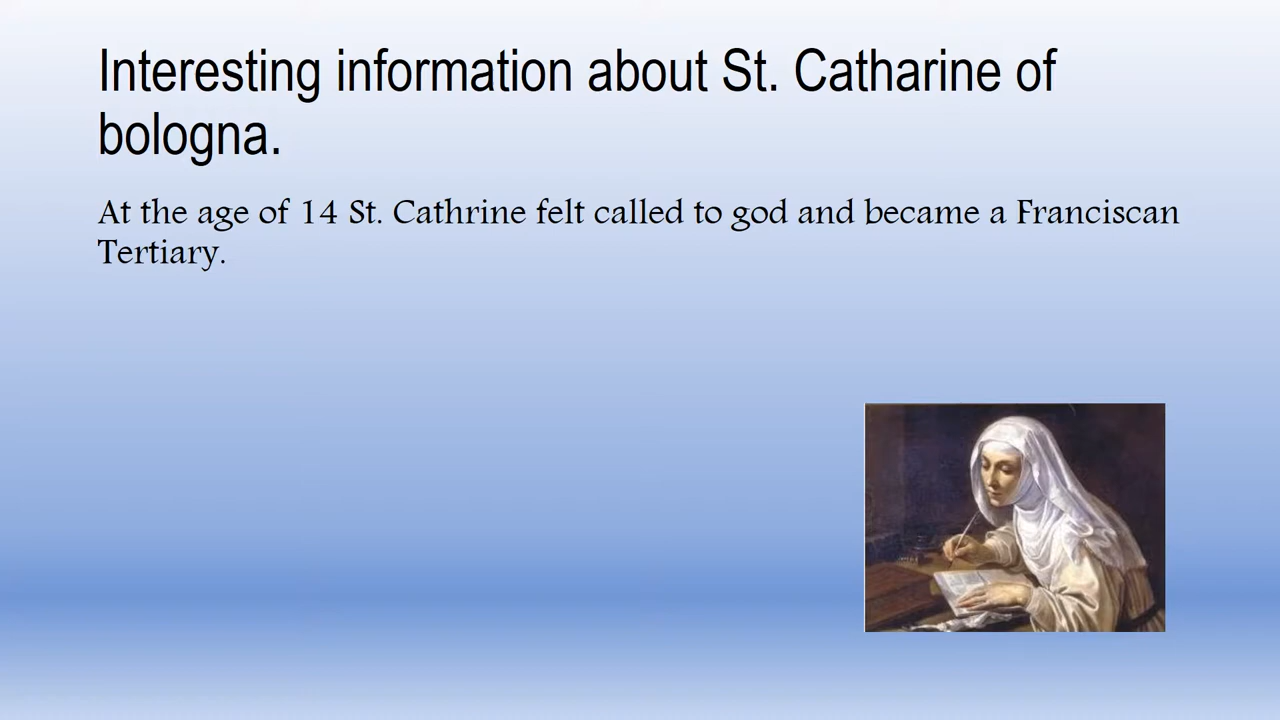 Interesting information about St. Catharine of
bologna.
At the age of 14 St. Cathrine felt called to god and became a Franciscan
Tertiary.